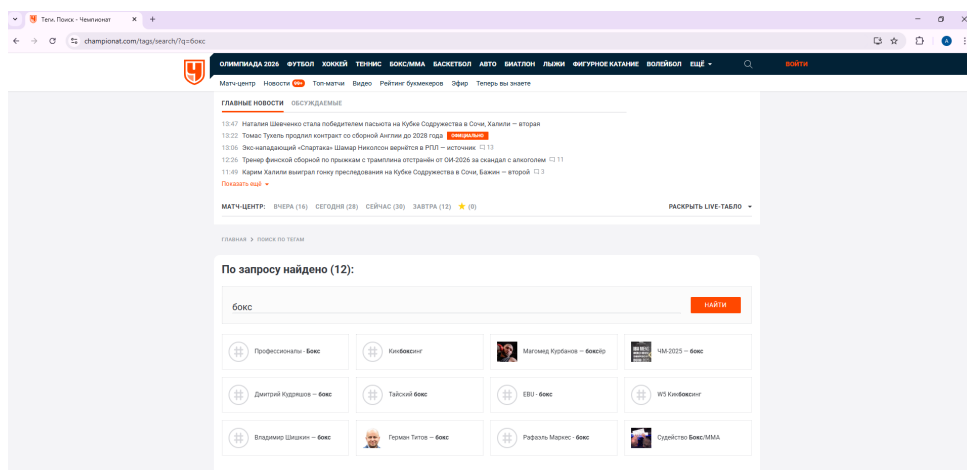 Теги. Поиск - Чемпионат
championat.com/tags/search/?q=бокс
ОЛИМПИАДА 2026 ФУТБОЛ ХОККЕЙ ТЕННИС БОКС/ММА БАСКЕТБОЛ АВТО БИАТЛОН ЛЫЖИ ФИГУРНОЕ КАТАНИЕ ВОЛЕЙБОЛ ЕЩЁ ВОЙТИ
Матч-центр Новости 99+ Топ-матчи Видео Рейтинг букмекеров Эфир Теперь вы знаете
ГЛАВНЫЕ НОВОСТИ ОБСУЖДАЕМЫЕ
13:47 Наталия Шевченко стала победителем пасьюта на Кубке Содружества в Сочи, Халили — вторая
13:22 Томас Тухель продлил контракт со сборной Англии до 2028 года ОФИЦИАЛЬНО
13:06 Экс-нападающий «Спартака» Шамар Николсон вернётся в РПЛ — источник 13
12:26 Тренер финской сборной по прыжкам с трамплина отстранён от ОИ-2026 за скандал с алкоголем 11
11:49 Карим Халили выиграл гонку преследования на Кубке Содружества в Сочи, Бажин — второй 3
Показать ещё
МАТЧ-ЦЕНТР: ВЧЕРА (16) СЕГОДНЯ (28) СЕЙЧАС (30) ЗАВТРА (12) (0) РАСКРЫТЬ LIVE-ТАБЛО
ГЛАВНАЯ > ПОИСК ПО ТЕГАМ
По запросу найдено (12):
бокс НАЙТИ
# Профессионалы - Бокс # Кикбоксинг Магомед Курбанов — боксёр ЧМ-2025 — бокс
# Дмитрий Кудряшов — бокс # Тайский бокс # EBU - бокс # W5 Кикбоксинг
# Владимир Шишкин — бокс Герман Титов — бокс # Рафаэль Маркес - бокс Судейство Бокс/ММА